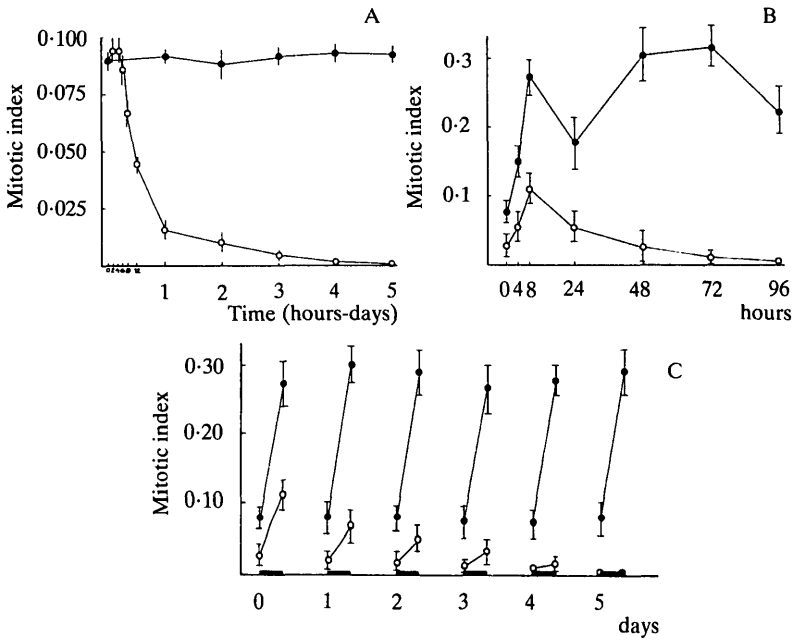 A
Mitotic index
0·100
0·075
0·050
0·025
1 2 3 4 5
Time (hours-days)
B
Mitotic index
0·3
0·2
0·1
0 4 8 24 48 72 96
hours
C
Mitotic index
0·30
0·20
0·10
0 1 2 3 4 5
days